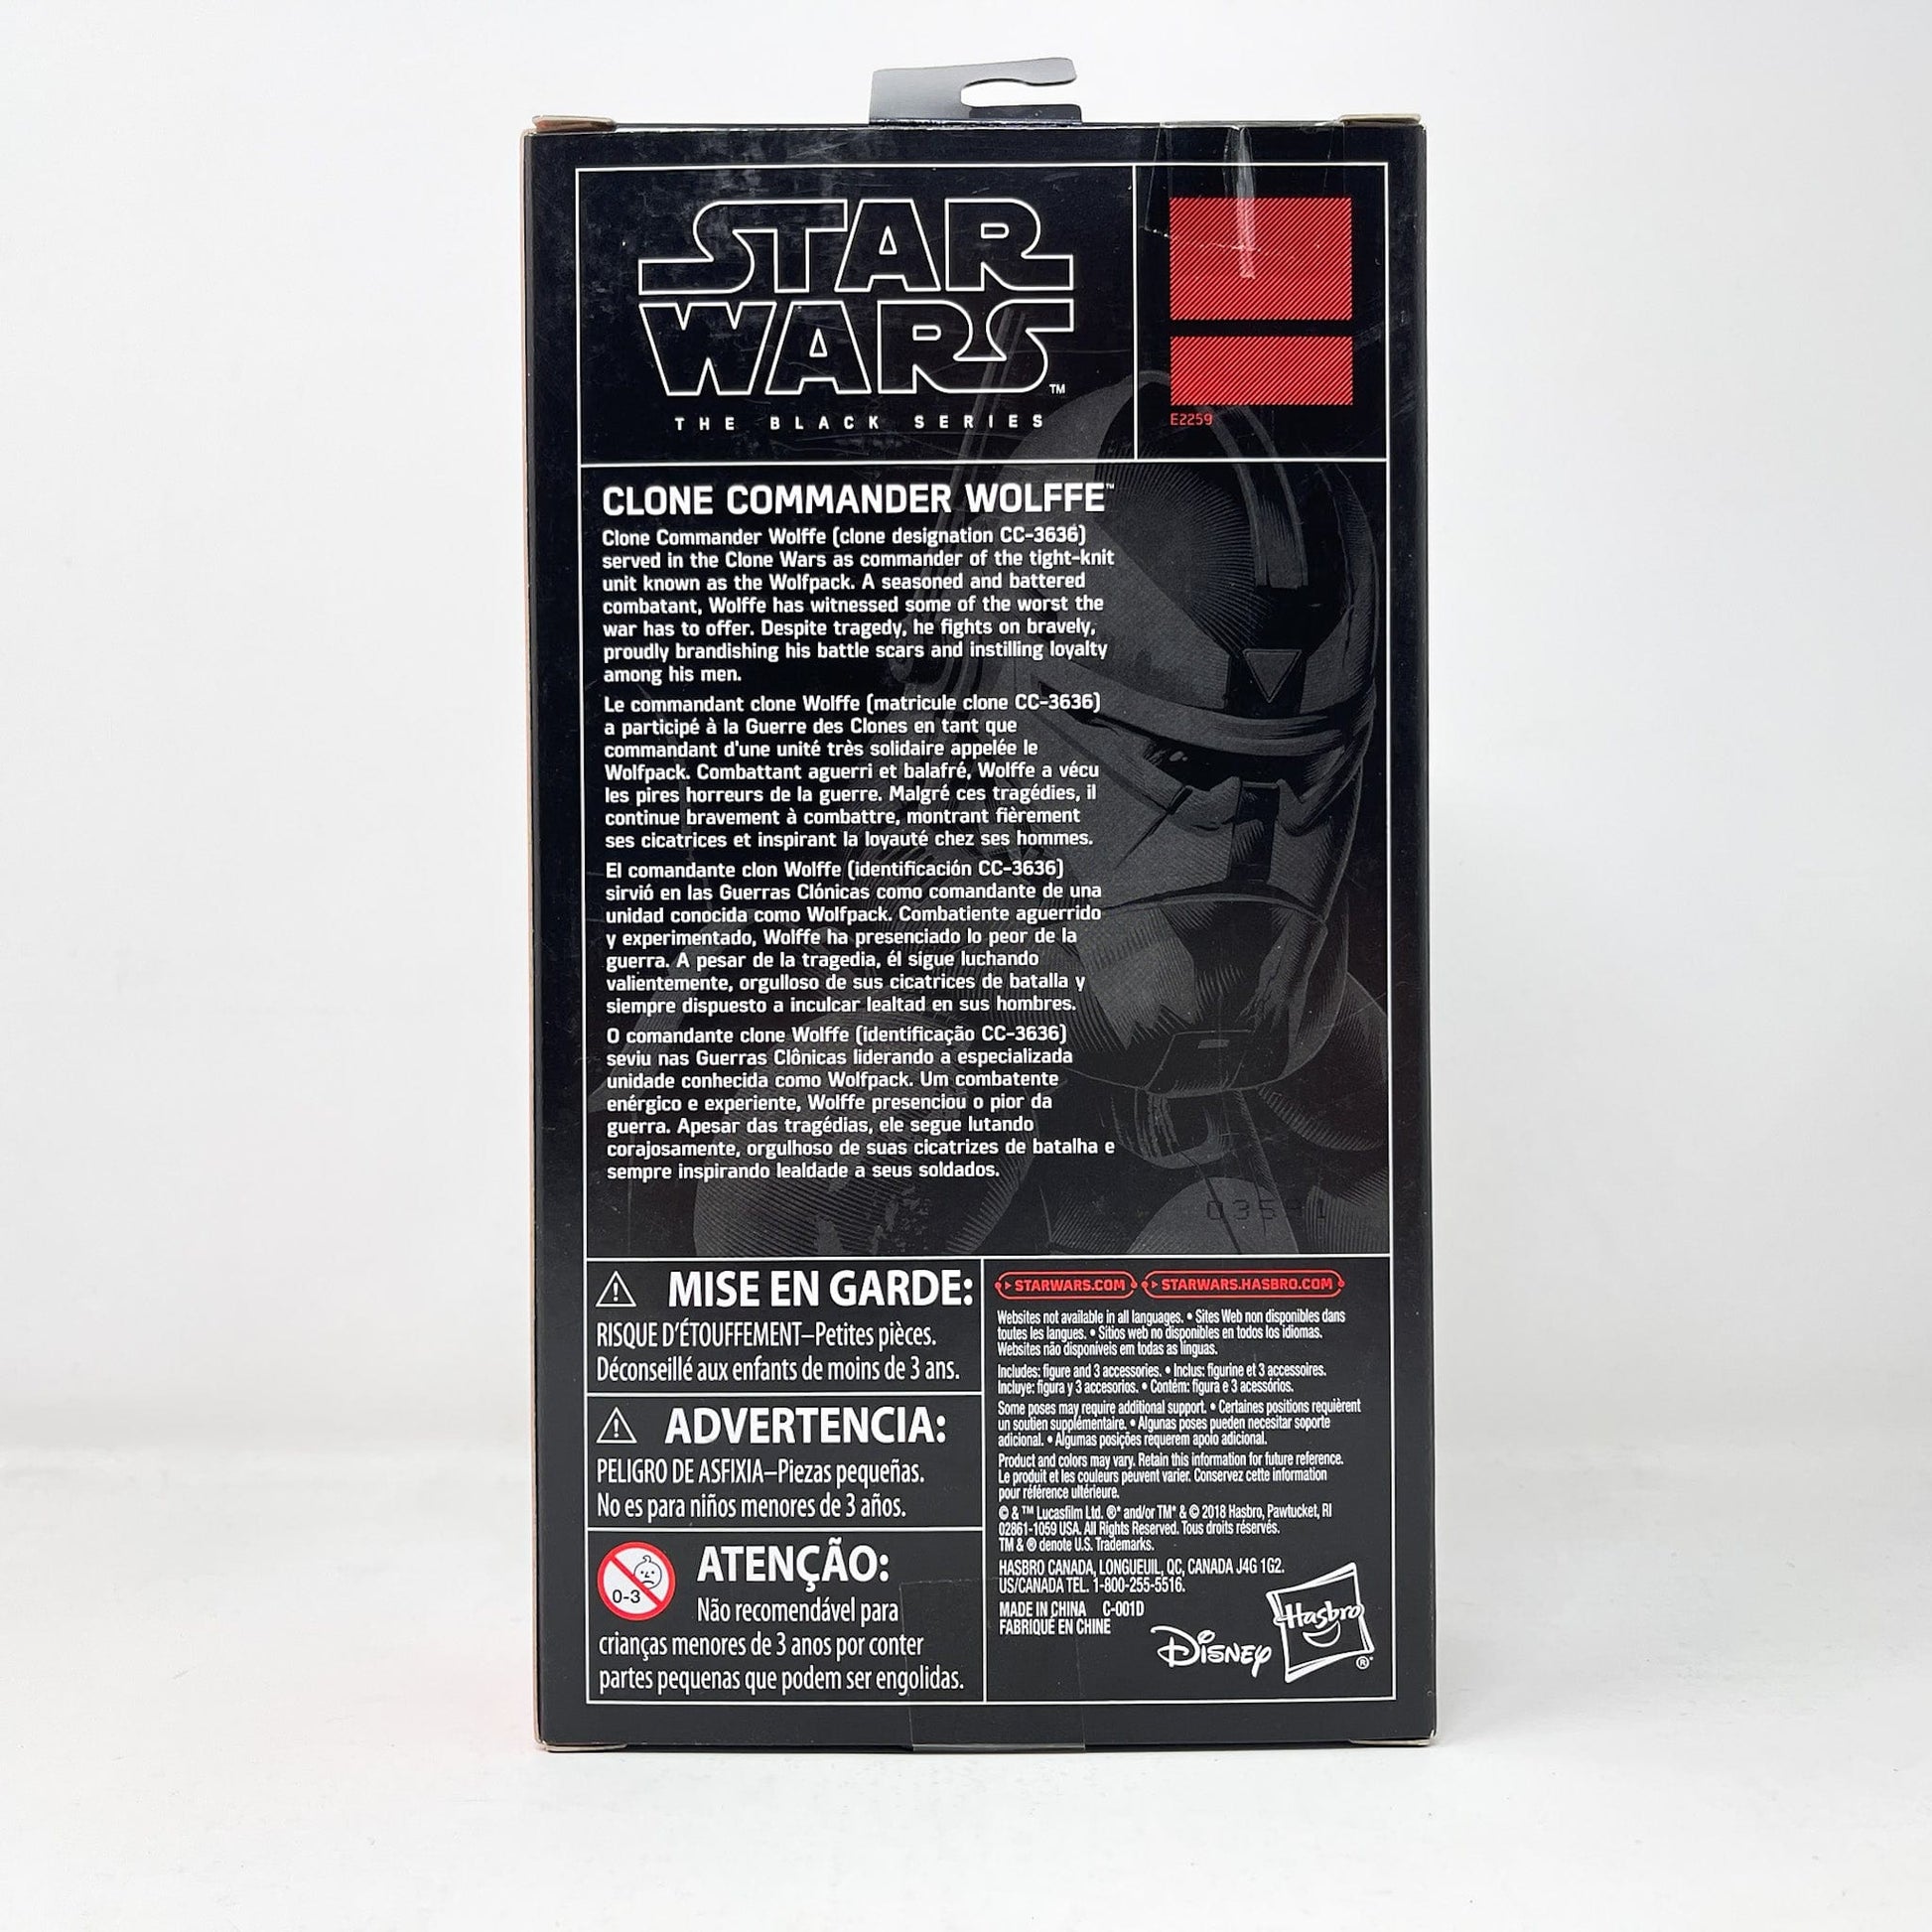 STAR
WARS™
THE BLACK SERIES
E2259
CLONE COMMANDER WOLFFE™
Clone Commander Wolffe (clone designation CC-3636)
served in the Clone Wars as commander of the tight-knit
unit known as the Wolfpack. A seasoned and battered
combatant, Wolffe has witnessed some of the worst the
war has to offer. Despite tragedy, he fights on bravely,
proudly brandishing his battle scars and instilling loyalty
among his men.
Le commandant clone Wolffe (matricule clone CC-3636)
a participé à la Guerre des Clones en tant que
commandant d'une unité très solidaire appelée le
Wolfpack. Combattant aguerri et balafré, Wolffe a vécu
les pires horreurs de la guerre. Malgré ces tragédies, il
continue bravement à combattre, montrant fièrement
ses cicatrices et inspirant la loyauté chez ses hommes.
El comandante clon Wolffe (identificación CC-3636)
sirvió en las Guerras Clónicas como comandante de una
unidad conocida como Wolfpack. Combatiente aguerrido
y experimentado, Wolffe ha presenciado lo peor de la
guerra. A pesar de la tragedia, él sigue luchando
valientemente, orgulloso de sus cicatrices de batalla y
siempre dispuesto a inculcar lealtad en sus hombres.
O comandante clone Wolffe (identificação CC-3636)
seviu nas Guerras Clônicas liderando a especializada
unidade conhecida como Wolfpack. Um combatente
enérgico e experiente, Wolffe presenciou o pior da
guerra. Apesar das tragédias, ele segue lutando
corajosamente, orgulhoso de suas cicatrizes de batalha e
sempre inspirando lealdade a seus soldados.
MISE EN GARDE:
RISQUE D'ÉTOUFFEMENT–Petites pièces.
Déconseillé aux enfants de moins de 3 ans.
ADVERTENCIA:
PELIGRO DE ASFIXIA–Piezas pequeñas.
No es para niños menores de 3 años.
0-3
ATENÇÃO:
Não recomendável para
crianças menores de 3 anos por conter
partes pequenas que podem ser engolidas.
STARWARS.COM STARWARS.HASBRO.COM
Websites not available in all languages. • Sites Web non disponibles dans
toutes les langues. • Sitios web no disponibles en todos los idiomas.
Websites não disponíveis em todas as línguas.
Includes: figure and 3 accessories. • Inclus: figurine et 3 accessoires.
Incluye: figura y 3 accesorios. • Contém: figura e 3 acessórios.
Some poses may require additional support. • Certaines positions requièrent
un soutien supplémentaire. • Algunas poses pueden necesitar soporte
adicional. • Algumas posições requerem apoio adicional.
Product and colors may vary. Retain this information for future reference.
Le produit et les couleurs peuvent varier. Conservez cette information
pour référence ultérieure.
© & ™ Lucasfilm Ltd. ®* and/or TM* & © 2018 Hasbro, Pawtucket, RI
02861-1059 USA. All Rights Reserved. Tous droits réservés.
TM & ® denote U.S. Trademarks.
HASBRO CANADA, LONGUEUIL, QC, CANADA J4G 1G2.
US/CANADA TEL. 1-800-255-5516.
MADE IN CHINA C-001D
FABRIQUÉ EN CHINE
Disney
Hasbro®*